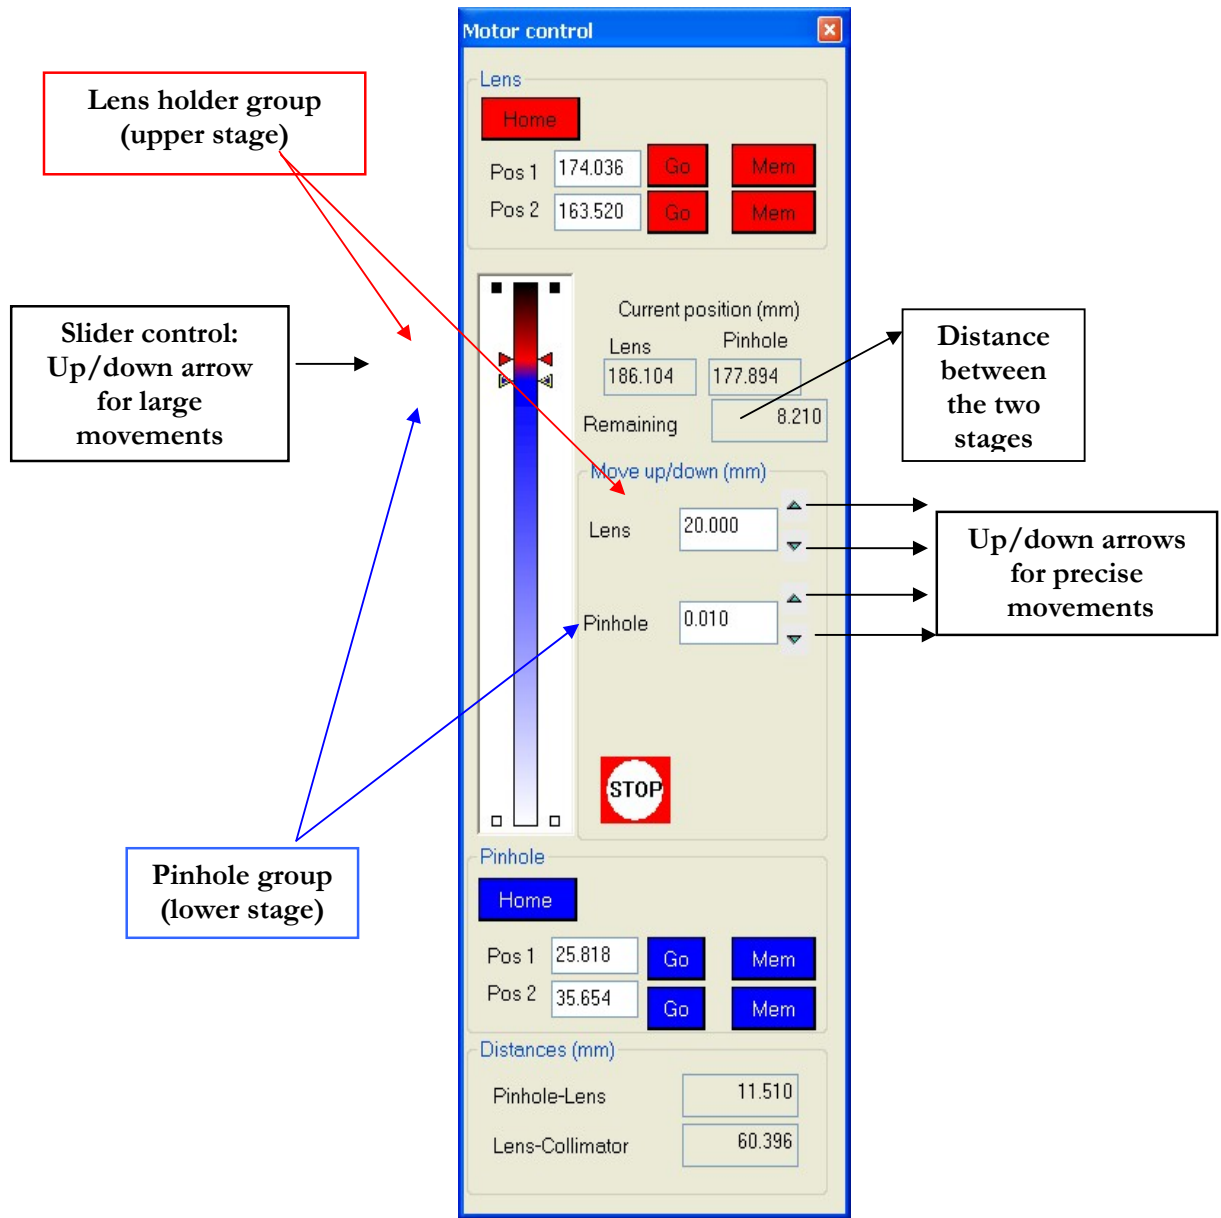 Motor control
Lens holder group
(upper stage)
Lens
Home
Pos 1 174.036 Go Mem
Pos 2 163.520 Go Mem
Slider control:
Up/down arrow
for large
movements
Current position (mm)
Lens Pinhole
186.104 177.894
Remaining 8.210
Distance
between
the two
stages
Move up/down (mm)
Lens 20.000
Pinhole 0.010
Up/down arrows
for precise
movements
STOP
Pinhole group
(lower stage)
Pinhole
Home
Pos 1 25.818 Go Mem
Pos 2 35.654 Go Mem
Distances (mm)
Pinhole-Lens 11.510
Lens-Collimator 60.396